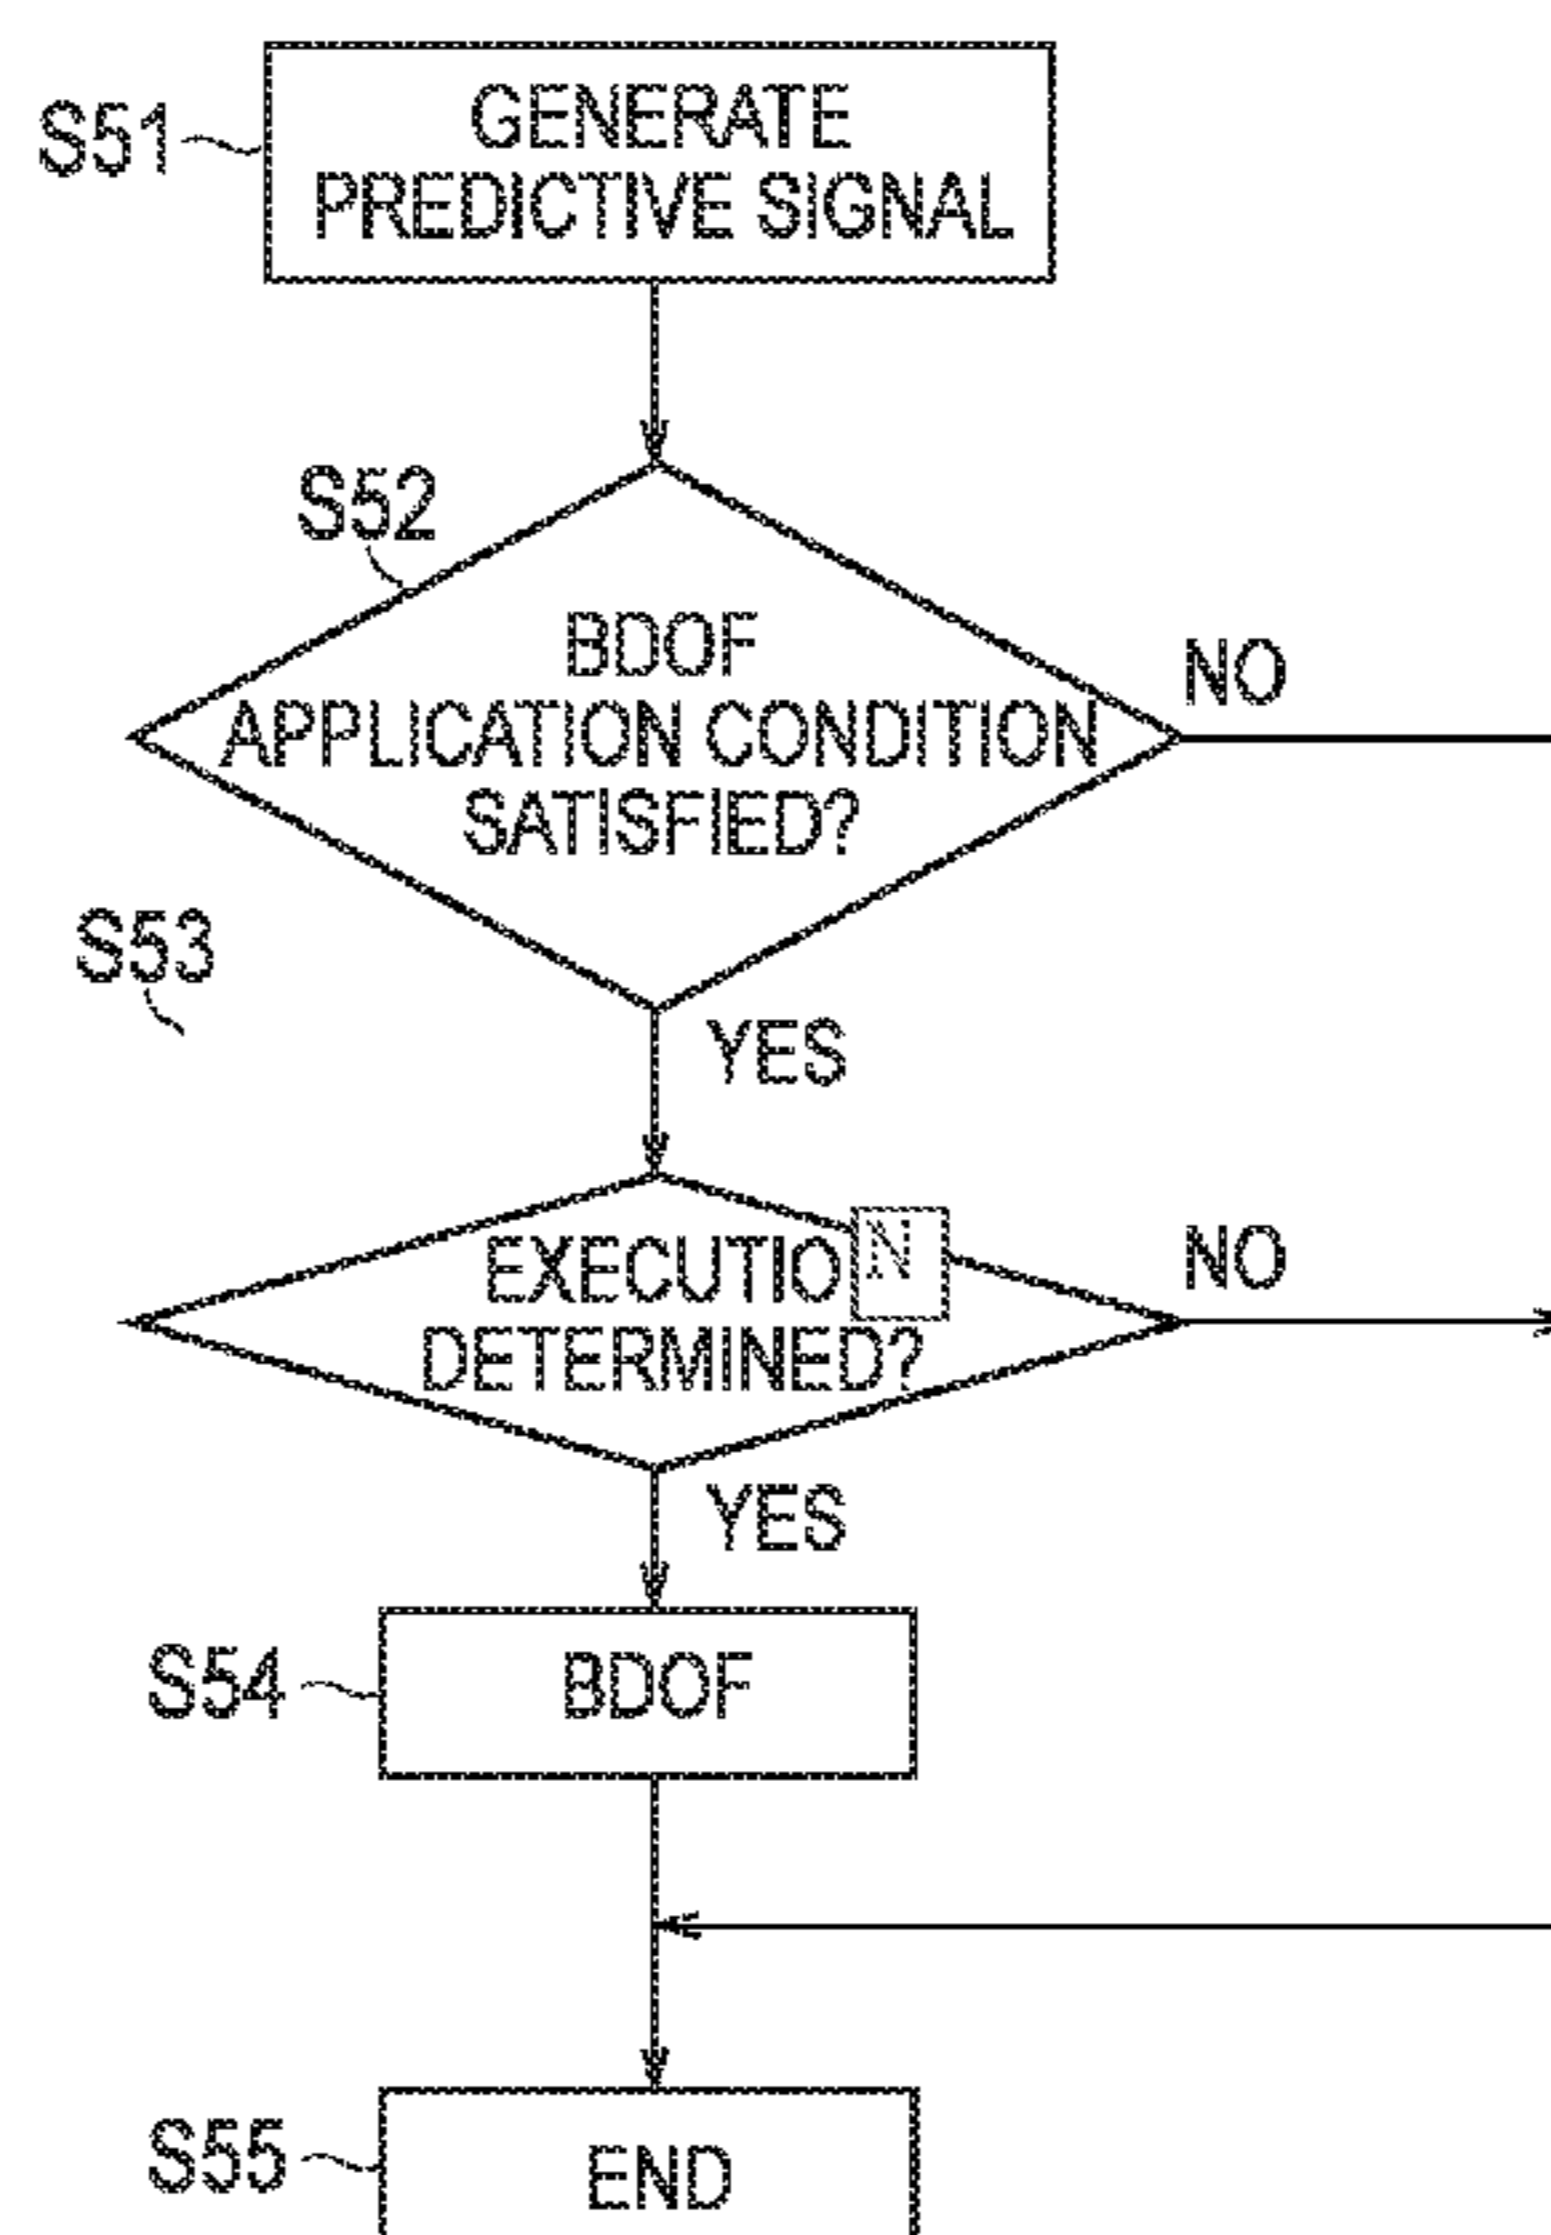 S51
GENERATE
PREDICTIVE SIGNAL
S52
BDOF
APPLICATION CONDITION
SATISFIED?
NO
S53
YES
EXECUTION
DETERMINED?
NO
YES
S54
BDOF
S55
END